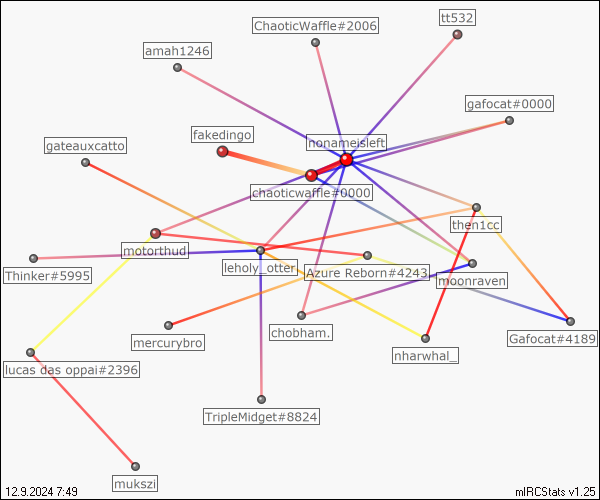 tt532
ChaoticWaffle#2006
amah1246
gafocat#0000
fakedingo
nonameisleft
gateauxcatto
chaoticwaffle#0000
then1cc
motorthud
leholy_otter
Azure Reborn#4243
Thinker#5995
moonraven
mercurybro
chobham.
Gafocat#4189
nharwhal_
lucas das oppai#2396
TripleMidget#8824
mukszi
12.9.2024 7:49
mIRCStats v1.25